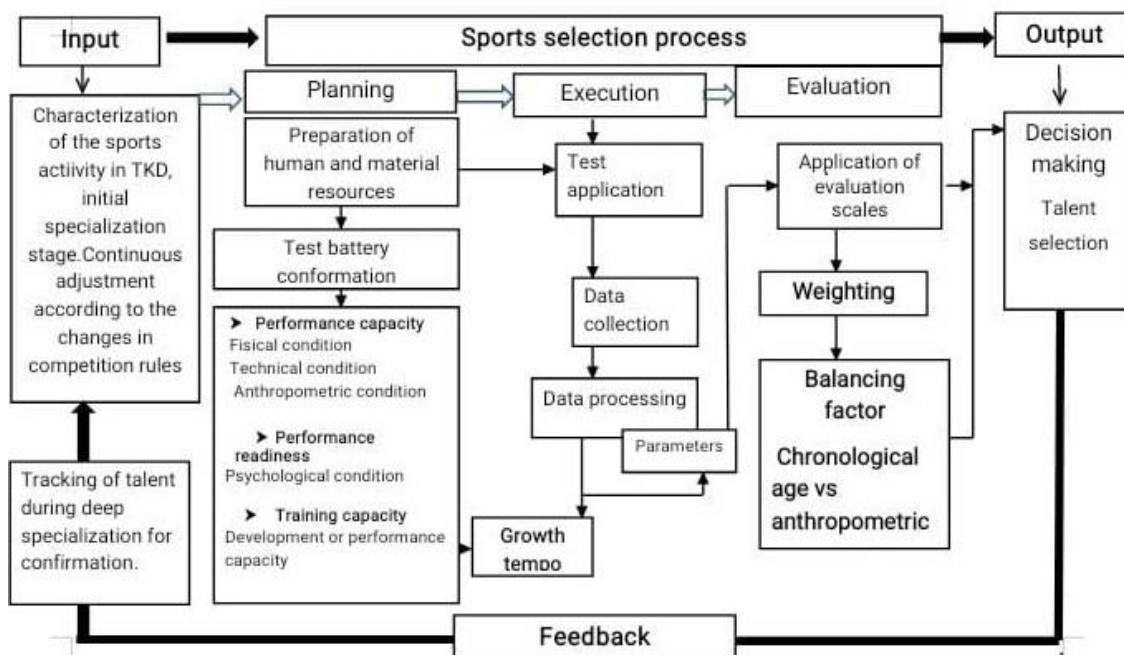 Input
Sports selection process
Output
Planning
Execution
Evaluation
Characterization
of the sports
actiivity in TKD,
initial
specialization
stage.Continuous
adjustment
according to the
changes in
competition rules
Preparation of
human and material
resources
Test battery
conformation
➤ Performance capacity
Fisical condition
Technical condition
Anthropometric condition
➤ Performance
readiness
Psychological condition
➤ Training capacity
Development or performance
capacity
Test
application
Data
collection
Data processing
Parameters
Growth
tempo
Application of
evaluation
scales
Weighting
Balancing
factor
Chronological
age vs
anthropometric
Decision
making
Talent
selection
Tracking of talent
during deep
specialization for
confirmation.
Feedback